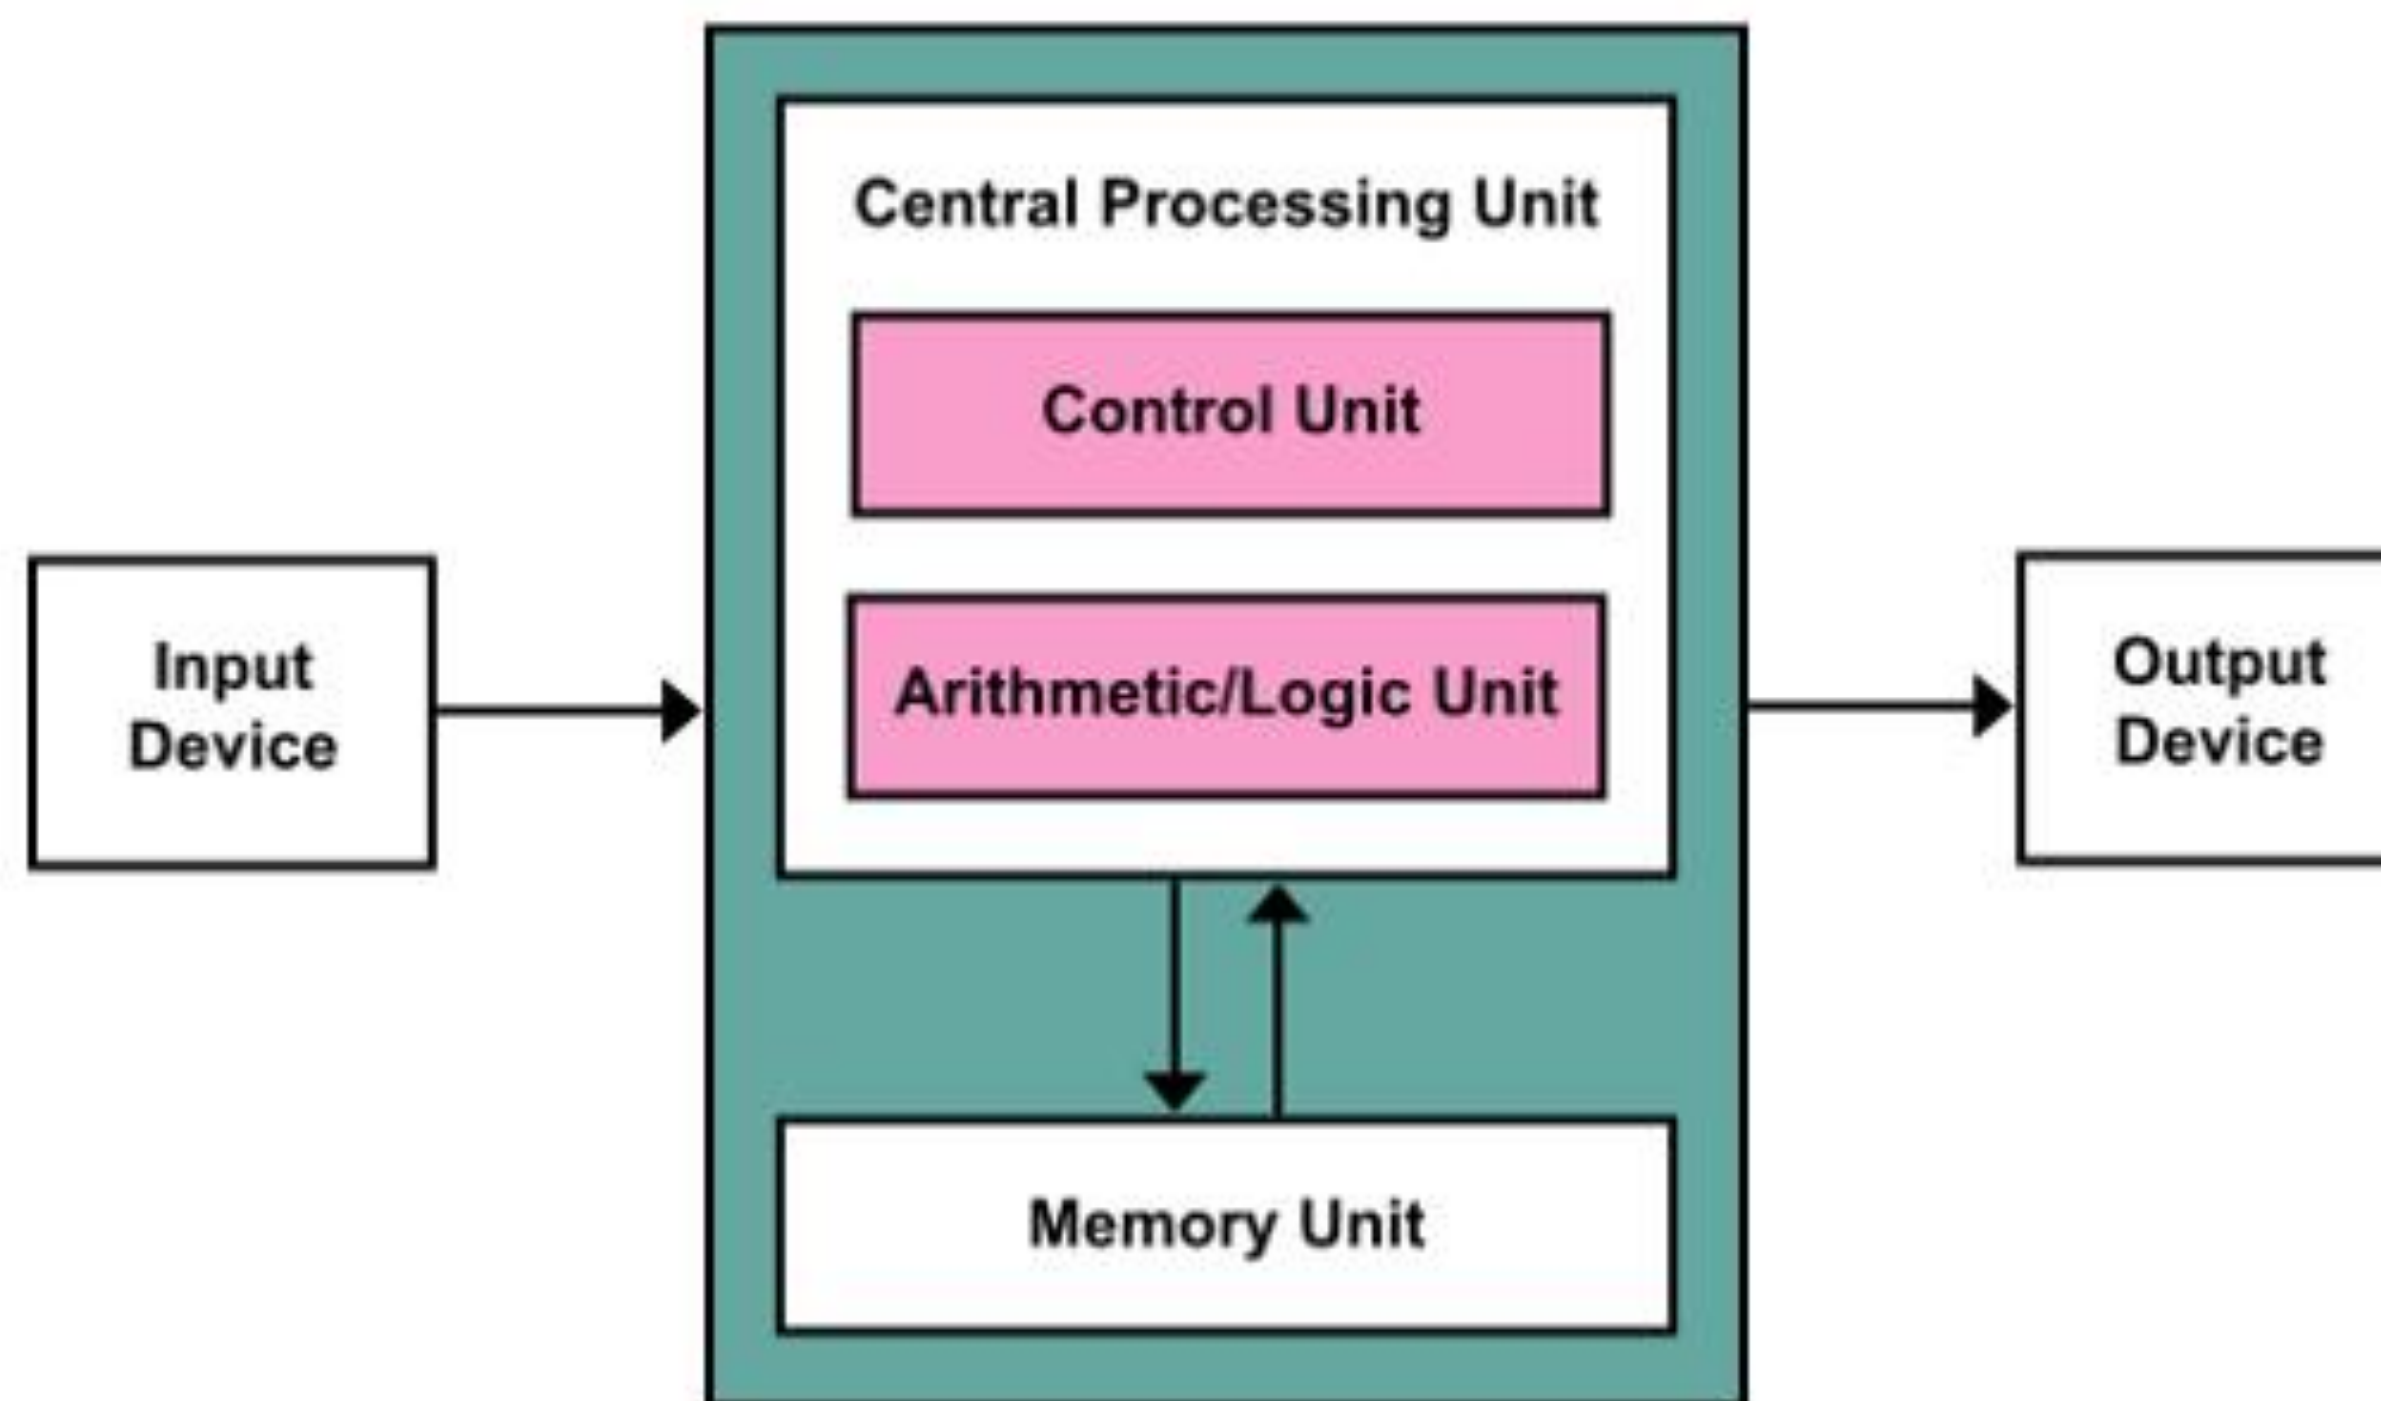 Central Processing Unit
Control Unit
Arithmetic/Logic Unit
Input
Device
Output
Device
Memory Unit